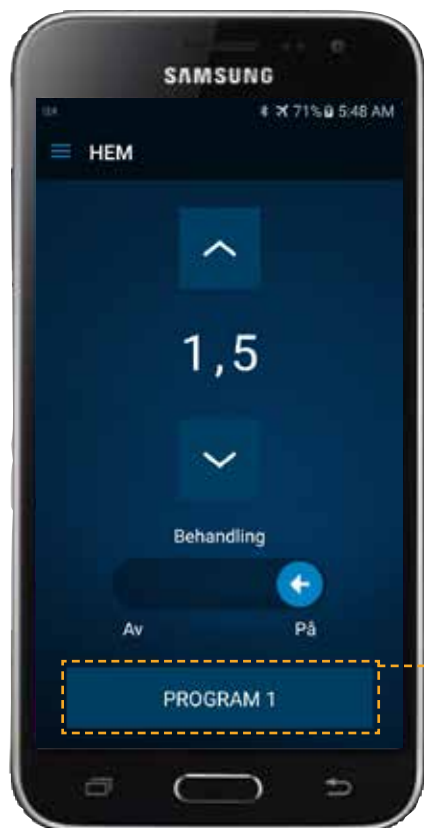 SAMSUNG
71% 5:48 AM
HEM
1,5
Behandling
Av På
PROGRAM 1